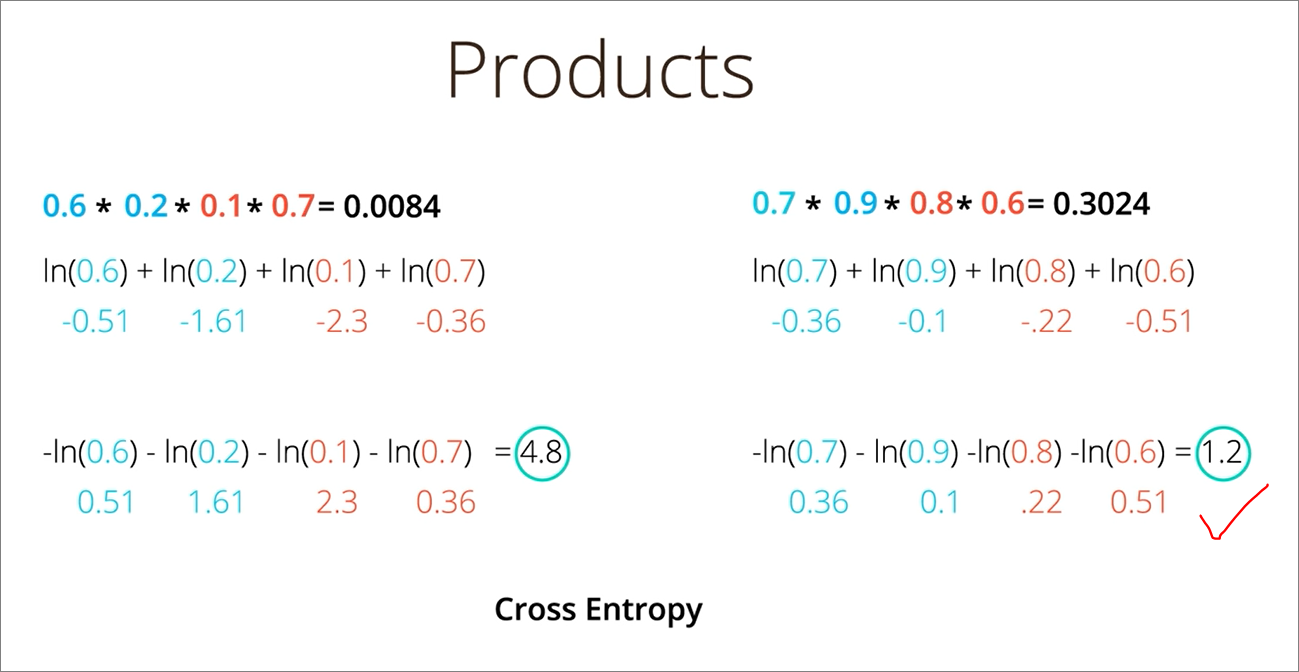 Products
0.6 * 0.2 * 0.1 * 0.7 = 0.0084
ln(0.6) + ln(0.2) + ln(0.1) + ln(0.7)
-0.51 -1.61 -2.3 -0.36
-ln(0.6) - ln(0.2) - ln(0.1) - ln(0.7) = 4.8
0.51 1.61 2.3 0.36
0.7 * 0.9 * 0.8 * 0.6 = 0.3024
ln(0.7) + ln(0.9) + ln(0.8) + ln(0.6)
-0.36 -0.1 -.22 -0.51
-ln(0.7) - ln(0.9) -ln(0.8) -ln(0.6) = 1.2
0.36 0.1 .22 0.51
Cross Entropy